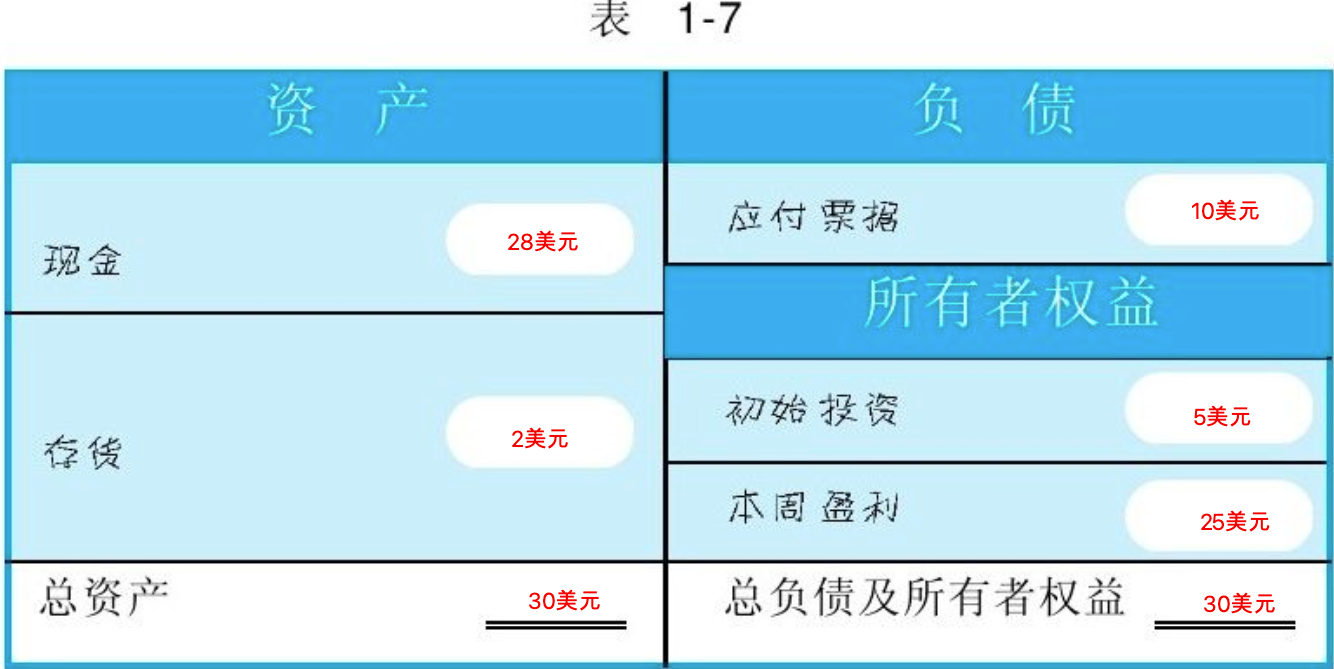 表 1-7
资 产
现金 28美元
存货 2美元
总资产 30美元
负 债
应付票据 10美元
所有者权益
初始投资 5美元
本周盈利 25美元
总负债及所有者权益 30美元